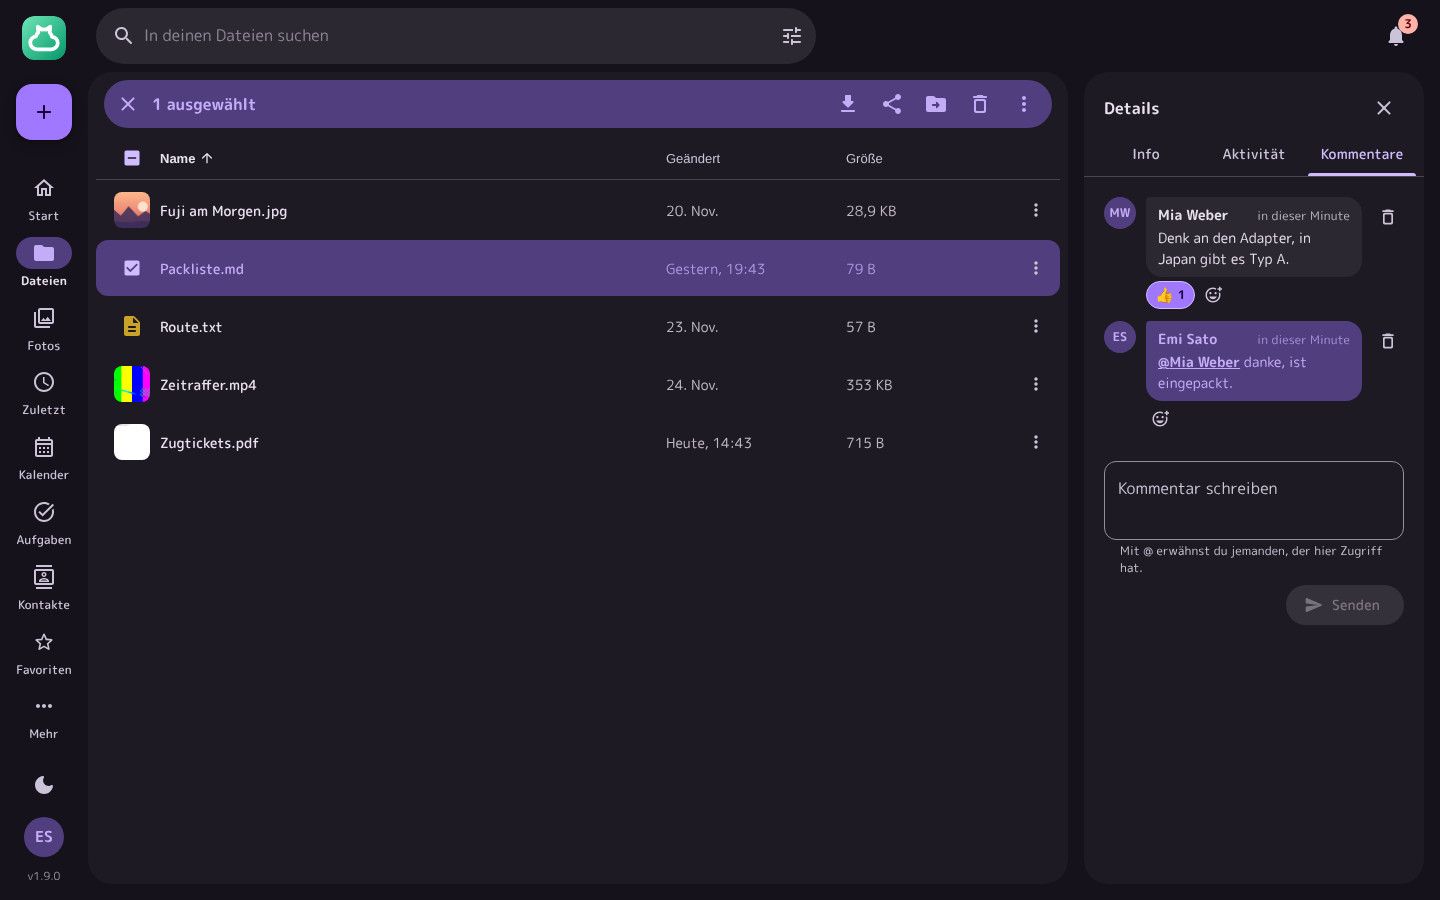 In deinen Dateien suchen
3
1 ausgewählt
Name
Geändert
Größe
Fuji am Morgen.jpg
20. Nov.
28,9 KB
Packliste.md
Gestern, 19:43
79 B
Route.txt
23. Nov.
57 B
Zeitraffer.mp4
24. Nov.
353 KB
Zugtickets.pdf
Heute, 14:43
715 B
Start
Dateien
Fotos
Zuletzt
Kalender
Aufgaben
Kontakte
Favoriten
Mehr
ES
v1.9.0
Details
Info
Aktivität
Kommentare
MW
Mia Weber
in dieser Minute
Denk an den Adapter, in
Japan gibt es Typ A.
👍 1
ES
Emi Sato
in dieser Minute
@Mia Weber danke, ist
eingepackt.
Kommentar schreiben
Mit @ erwähnst du jemanden, der hier Zugriff
hat.
Senden